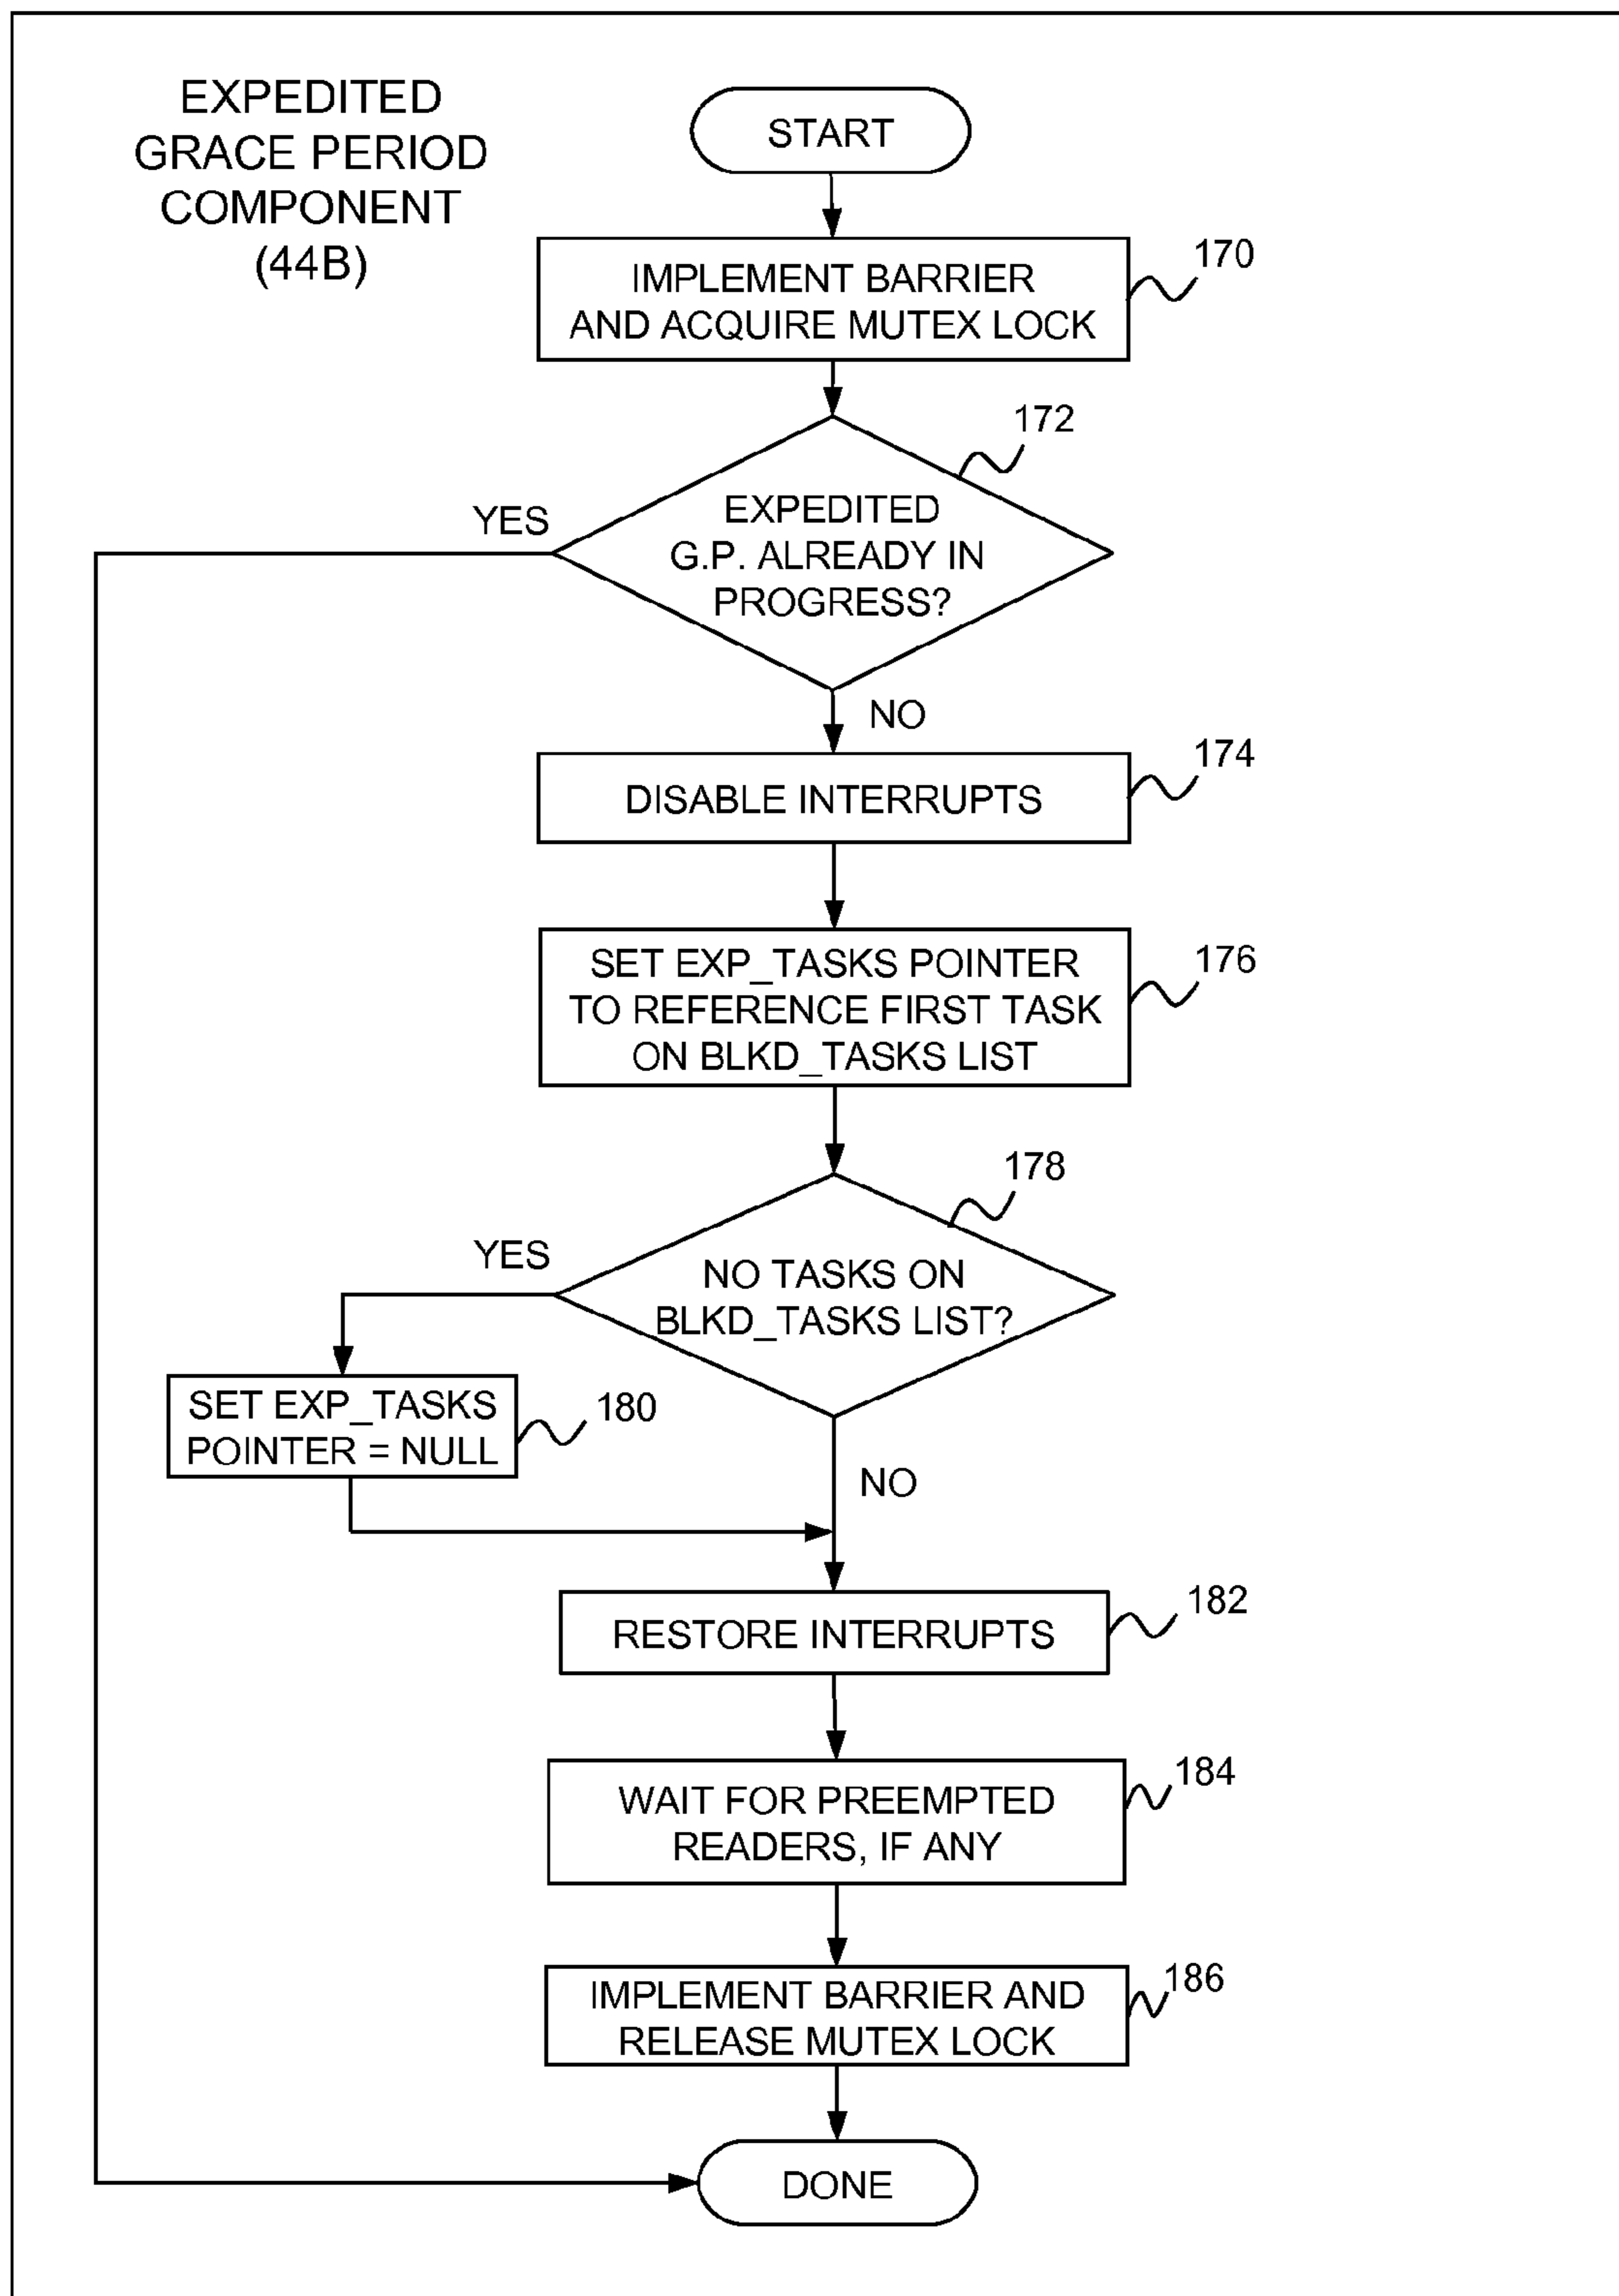 EXPEDITED
GRACE PERIOD
COMPONENT
(44B)
START
IMPLEMENT BARRIER
AND ACQUIRE MUTEX LOCK
170
172
EXPEDITED
G.P. ALREADY IN
PROGRESS?
YES
NO
DISABLE INTERRUPTS
174
SET EXP_TASKS POINTER
TO REFERENCE FIRST TASK
ON BLKD_TASKS LIST
176
178
NO TASKS ON
BLKD_TASKS LIST?
YES
SET EXP_TASKS
POINTER = NULL
180
NO
RESTORE INTERRUPTS
182
WAIT FOR PREEMPTED
READERS, IF ANY
184
IMPLEMENT BARRIER AND
RELEASE MUTEX LOCK
186
DONE